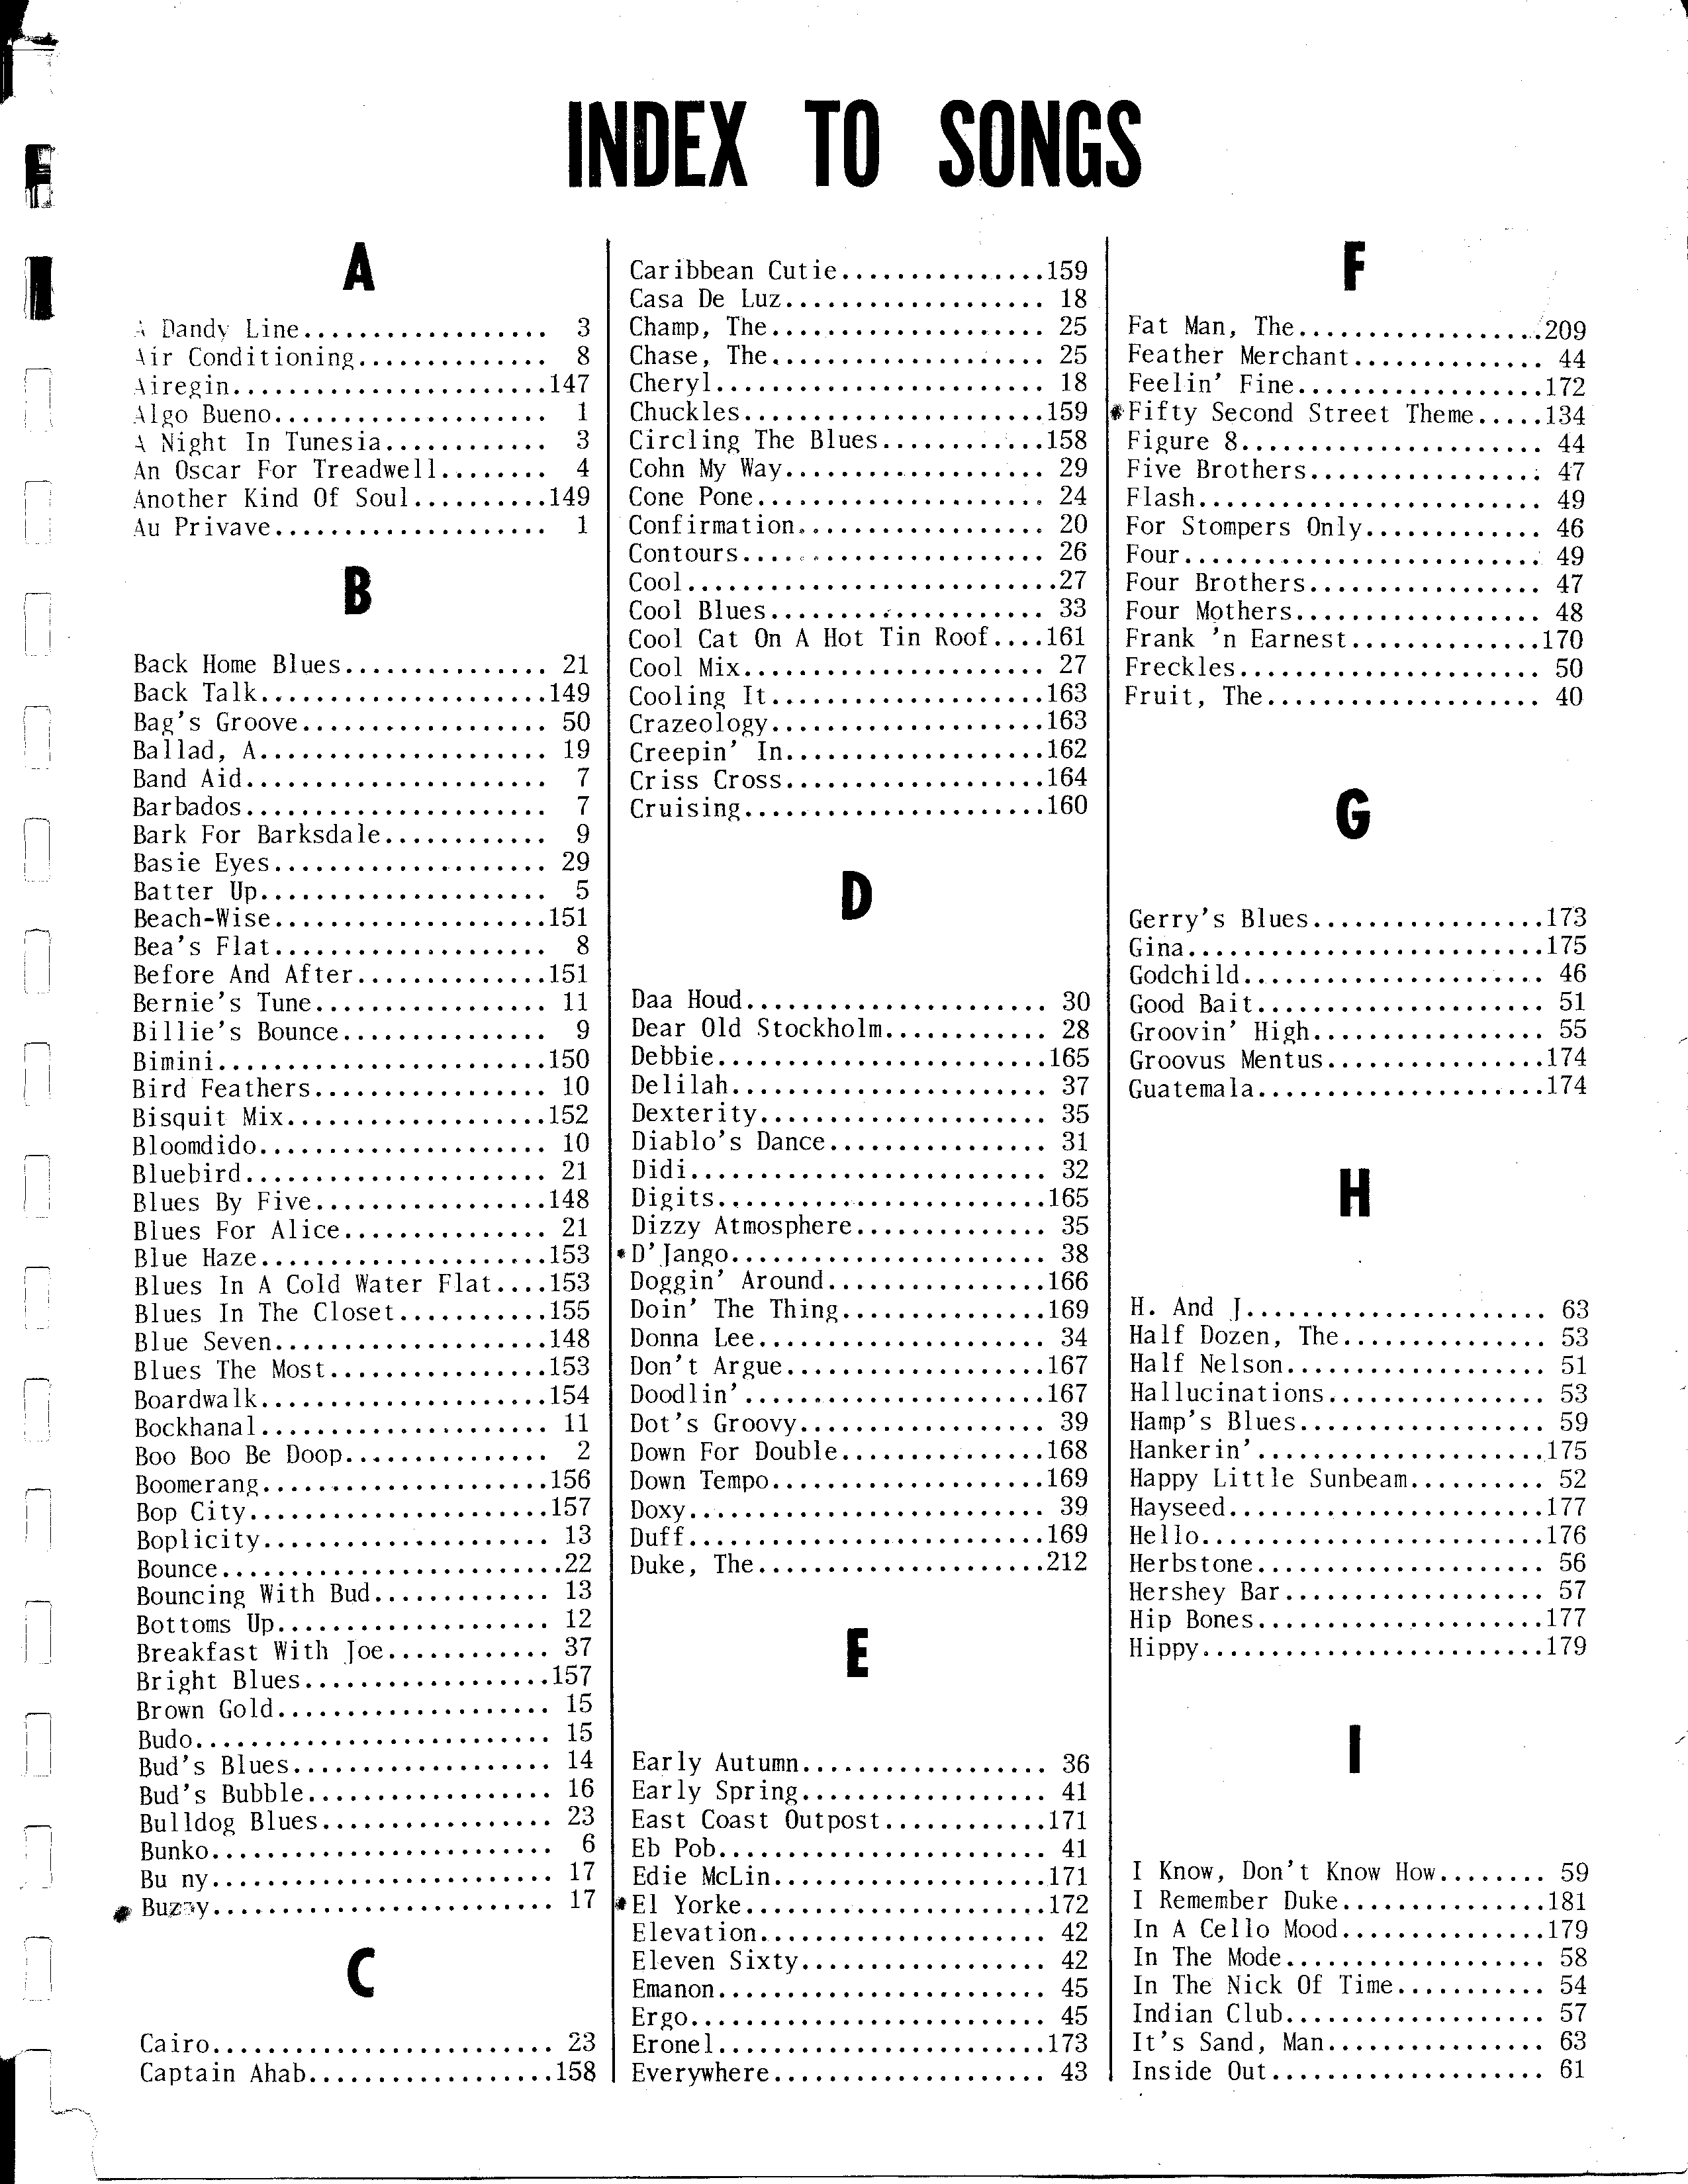 INDEX TO SONGS
A
A Dandy Line.................. 3
Air Conditioning.............. 8
Airegin.......................147
Algo Bueno.................... 1
A Night In Tunesia............ 3
An Oscar For Treadwell........ 4
Another Kind Of Soul..........149
Au Privave.................... 1
B
Back Home Blues............... 21
Back Talk.....................149
Bag's Groove.................. 50
Ballad, A..................... 19
Band Aid...................... 7
Barbados...................... 7
Bark For Barksdale............ 9
Basie Eyes.................... 29
Batter Up..................... 5
Beach-Wise....................151
Bea's Flat.................... 8
Before And After..............151
Bernie's Tune................. 11
Billie's Bounce............... 9
Bimini........................150
Bird Feathers................. 10
Bisquit Mix...................152
Bloomdido..................... 10
Bluebird...................... 21
Blues By Five.................148
Blues For Alice............... 21
Blue Haze.....................153
Blues In A Cold Water Flat....153
Blues In The Closet...........155
Blue Seven....................148
Blues The Most................153
Boardwalk.....................154
Bockhanal..................... 11
Boo Boo Be Doop............... 2
Boomerang.....................156
Bop City......................157
Boplicity..................... 13
Bounce.........................22
Bouncing With Bud............. 13
Bottoms Up.................... 12
Breakfast With Joe............ 37
Bright Blues..................157
Brown Gold.................... 15
Budo.......................... 15
Bud's Blues................... 14
Bud's Bubble.................. 16
Bulldog Blues................. 23
Bunko......................... 6
Bu ny......................... 17
Buzzy......................... 17
C
Cairo......................... 23
Captain Ahab..................158
Caribbean Cutie...............159
Casa De Luz................... 18
Champ, The.................... 25
Chase, The.................... 25
Cheryl........................ 18
Chuckles......................159
Circling The Blues............158
Cohn My Way................... 29
Cone Pone..................... 24
Confirmation.................. 20
Contours...................... 26
Cool...........................27
Cool Blues.................... 33
Cool Cat On A Hot Tin Roof....161
Cool Mix...................... 27
Cooling It....................163
Crazeology....................163
Creepin' In...................162
Criss Cross...................164
Cruising......................160
D
Daa Houd...................... 30
Dear Old Stockholm............ 28
Debbie........................165
Delilah....................... 37
Dexterity..................... 35
Diablo's Dance................ 31
Didi.......................... 32
Digits........................165
Dizzy Atmosphere.............. 35
D'Jango....................... 38
Doggin' Around................166
Doin' The Thing...............169
Donna Lee..................... 34
Don't Argue...................167
Doodlin'......................167
Dot's Groovy.................. 39
Down For Double...............168
Down Tempo....................169
Doxy.......................... 39
Duff..........................169
Duke, The.....................212
E
Early Autumn.................. 36
Early Spring.................. 41
East Coast Outpost............171
Eb Pob........................ 41
Edie McLin....................171
El Yorke......................172
Elevation..................... 42
Eleven Sixty.................. 42
Emanon........................ 45
Ergo.......................... 45
Eronel........................173
Everywhere.................... 43
F
Fat Man, The..................209
Feather Merchant.............. 44
Feelin' Fine..................172
Fifty Second Street Theme.....134
Figure 8...................... 44
Five Brothers................. 47
Flash......................... 49
For Stompers Only............. 46
Four.......................... 49
Four Brothers................. 47
Four Mothers.................. 48
Frank 'n Earnest..............170
Freckles...................... 50
Fruit, The.................... 40
G
Gerry's Blues.................173
Gina..........................175
Godchild...................... 46
Good Bait..................... 51
Groovin' High................. 55
Groovus Mentus................174
Guatemala.....................174
H
H. And J...................... 63
Half Dozen, The............... 53
Half Nelson................... 51
Hallucinations................ 53
Hamp's Blues.................. 59
Hankerin'.....................175
Happy Little Sunbeam.......... 52
Hayseed.......................177
Hello.........................176
Herbstone..................... 56
Hershey Bar................... 57
Hip Bones.....................177
Hippy.........................179
I
I Know, Don't Know How........ 59
I Remember Duke...............181
In A Cello Mood...............179
In The Mode................... 58
In The Nick Of Time........... 54
Indian Club................... 57
It's Sand, Man................ 63
Inside Out.................... 61